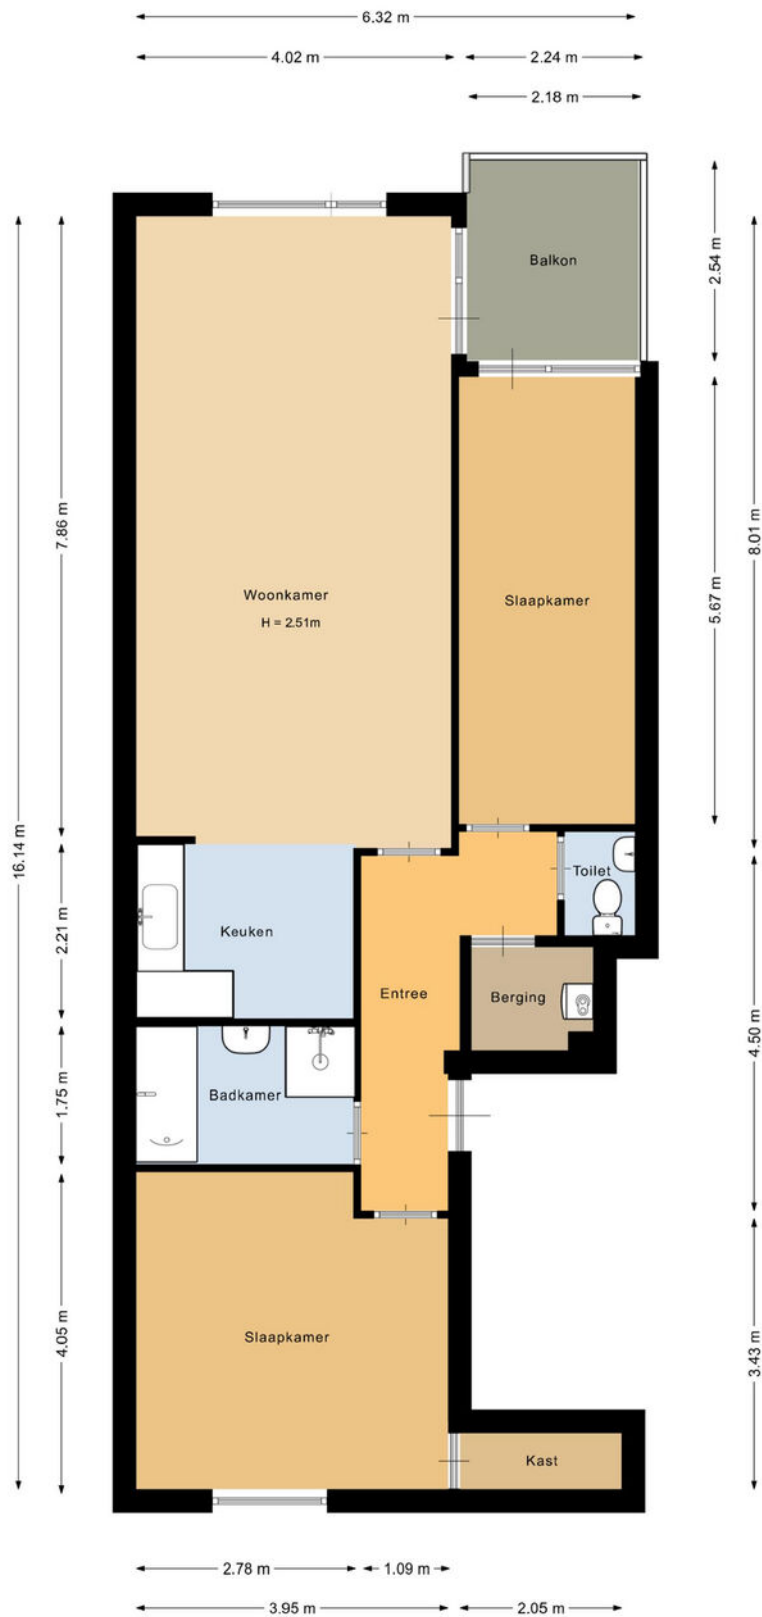 6.32 m
4.02 m
2.24 m
2.18 m
Balkon
2.54 m
7.86 m
8.01 m
Woonkamer
H = 2.51m
Slaapkamer
5.67 m
16.14 m
Toilet
2.21 m
Keuken
Entree
Berging
4.50 m
1.75 m
Badkamer
4.05 m
Slaapkamer
3.43 m
Kast
2.78 m
1.09 m
3.95 m
2.05 m